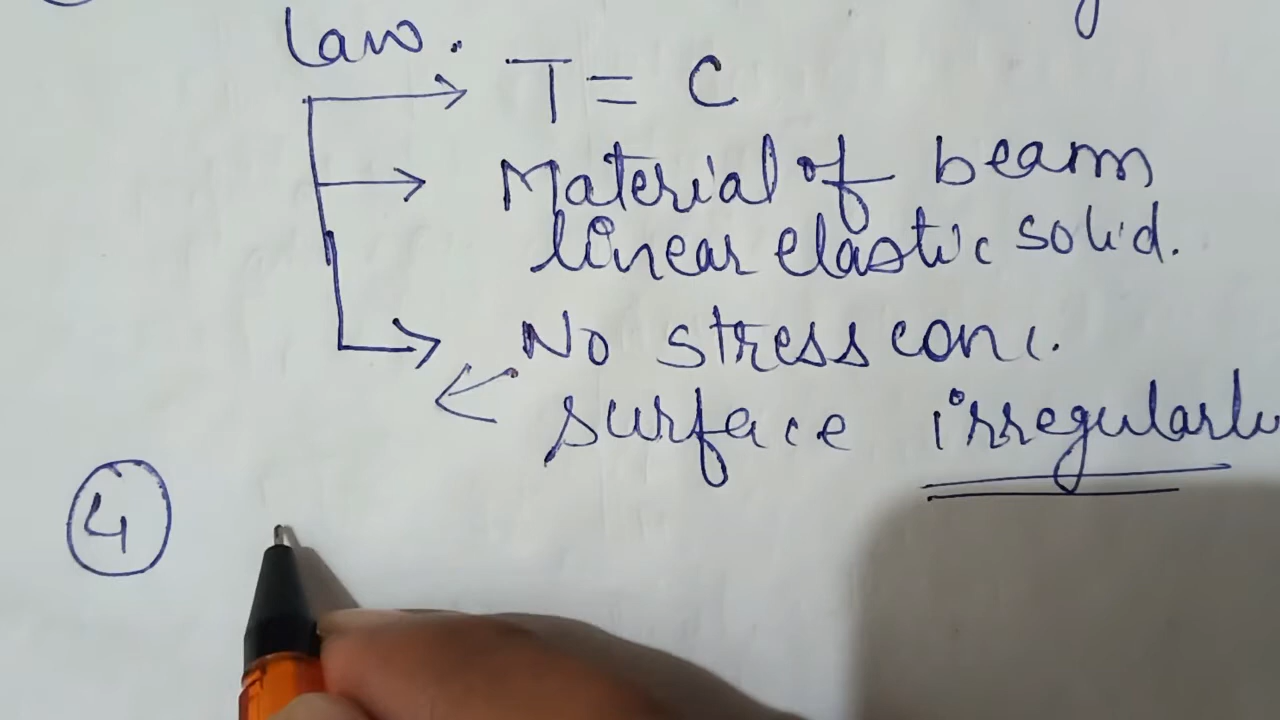 law.
T = C
Material of beam
linear elastic solid.
No stress conc.
surface
4